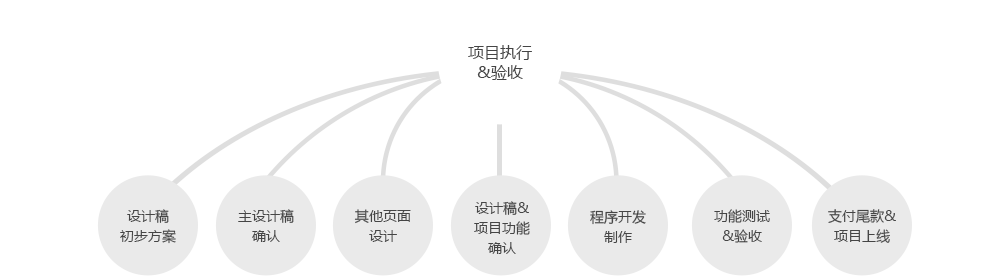 项目执行
&验收
设计稿
初步方案
主设计稿
确认
其他页面
设计
设计稿&
项目功能
确认
程序开发
制作
功能测试
&验收
支付尾款&
项目上线